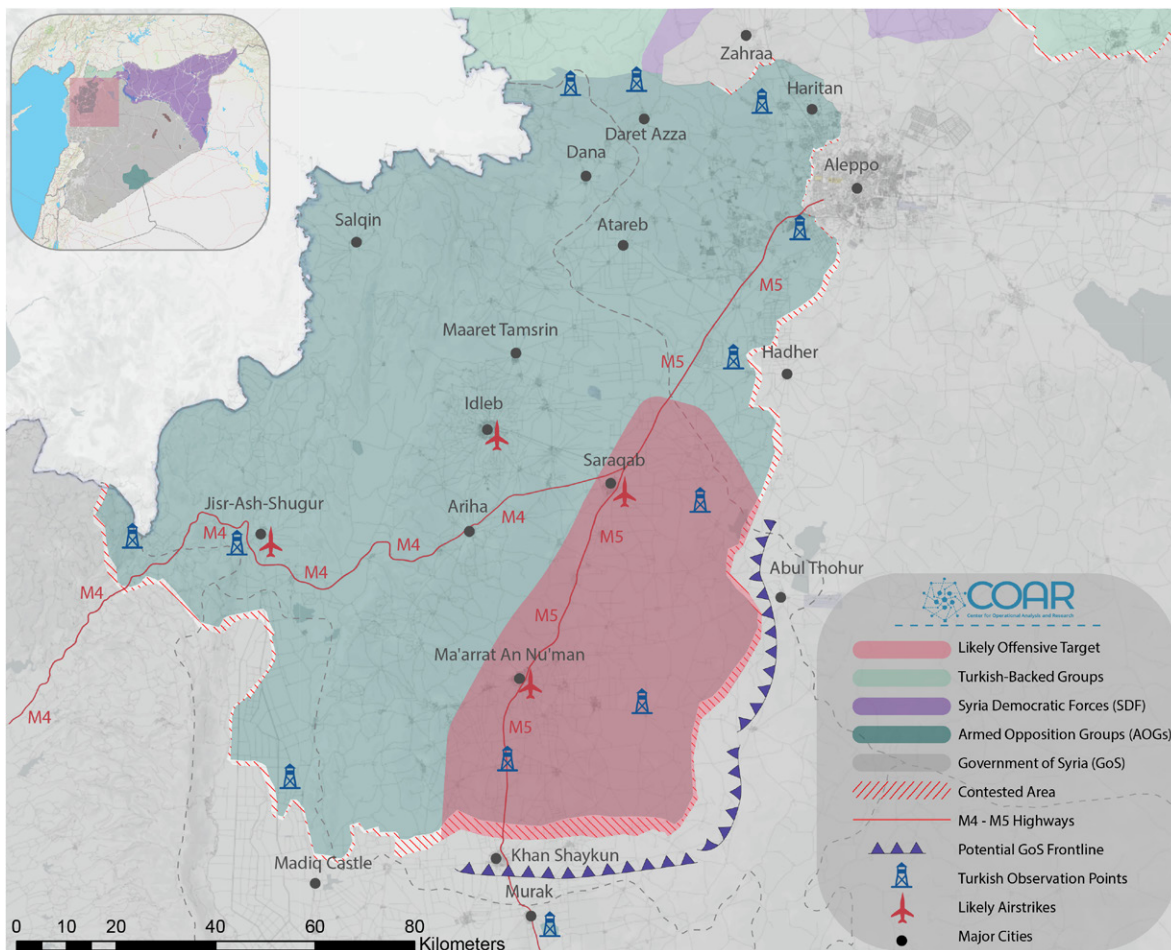 Zahraa
Haritan
Daret Azza
Dana
Aleppo
Salqin
Atareb
M5
Maaret Tamsrin
M5
Hadher
Idleb
Saraqab
Jisr-Ash-Shugur
Ariha
M4
M4
M4
M4
M5
M4
Abul Thohur
M5
Ma'arrat An Nu'man
M4
M5
Khan Shaykun
Madiq Castle
Murak
0 10 20 40 60 80
Kilometers
COAR
Center for Operational Analysis and Research
Likely Offensive Target
Turkish-Backed Groups
Syria Democratic Forces (SDF)
Armed Opposition Groups (AOGs)
Government of Syria (GoS)
Contested Area
M4 - M5 Highways
Potential GoS Frontline
Turkish Observation Points
Likely Airstrikes
Major Cities